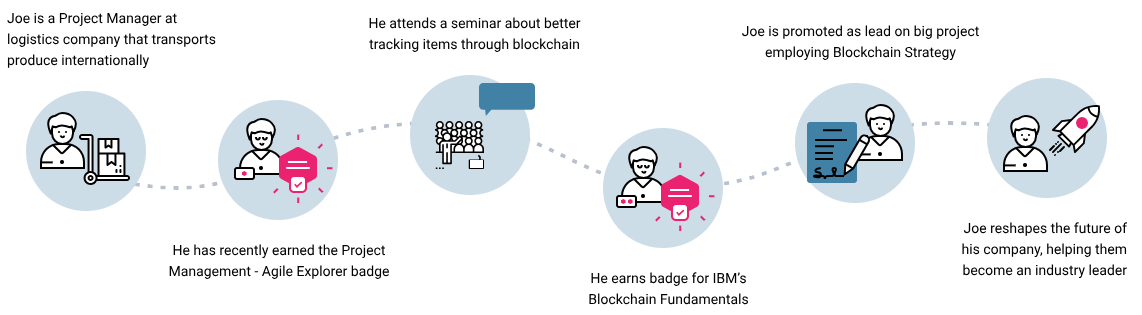 Joe is a Project Manager at
logistics company that transports
produce internationally
He has recently earned the Project
Management - Agile Explorer badge
He attends a seminar about better
tracking items through blockchain
He earns badge for IBM's
Blockchain Fundamentals
Joe is promoted as lead on big project
employing Blockchain Strategy
Joe reshapes the future of
his company, helping them
become an industry leader